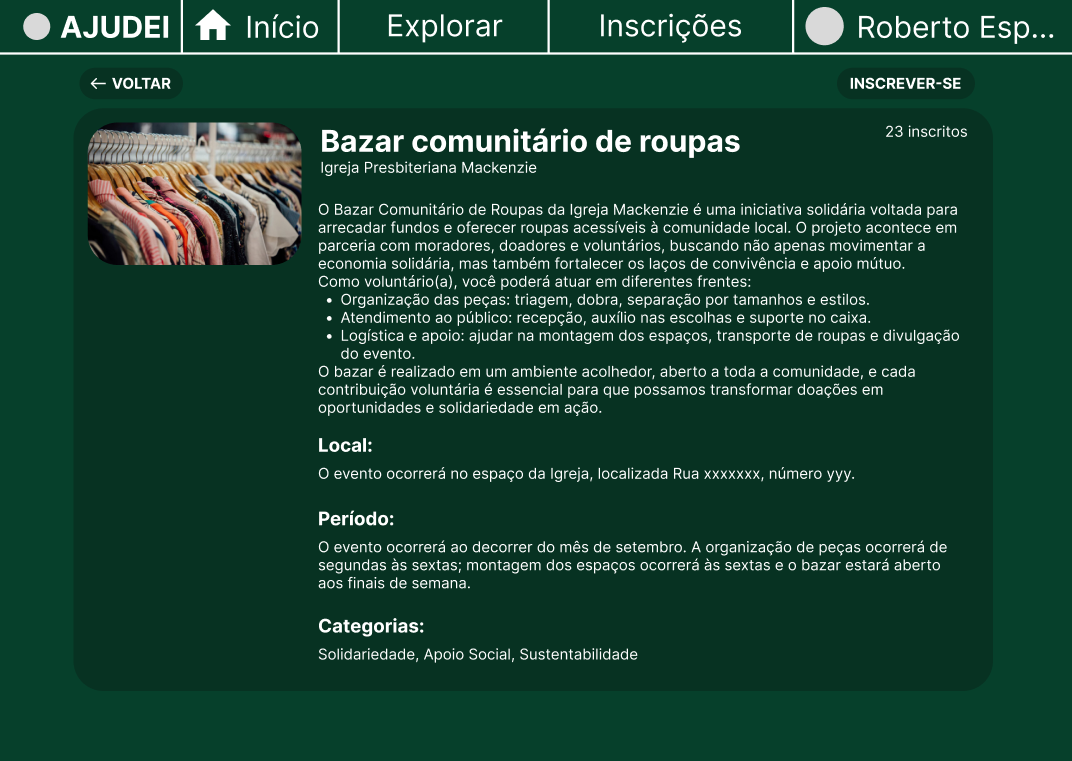 AJUDEI
Início
Explorar
Inscrições
Roberto Esp...
VOLTAR
INSCREVER-SE
Bazar comunitário de roupas
23 inscritos
Igreja Presbiteriana Mackenzie
O Bazar Comunitário de Roupas da Igreja Mackenzie é uma iniciativa solidária voltada para
arrecadar fundos e oferecer roupas acessíveis à comunidade local. O projeto acontece em
parceria com moradores, doadores e voluntários, buscando não apenas movimentar a
economia solidária, mas também fortalecer os laços de convivência e apoio mútuo.
Como voluntário(a), você poderá atuar em diferentes frentes:
• Organização das peças: triagem, dobra, separação por tamanhos e estilos.
• Atendimento ao público: recepção, auxílio nas escolhas e suporte no caixa.
• Logística e apoio: ajudar na montagem dos espaços, transporte de roupas e divulgação
do evento.
O bazar é realizado em um ambiente acolhedor, aberto a toda a comunidade, e cada
contribuição voluntária é essencial para que possamos transformar doações em
oportunidades e solidariedade em ação.
Local:
O evento ocorrerá no espaço da Igreja, localizada Rua xxxxxxx, número yyy.
Período:
O evento ocorrerá ao decorrer do mês de setembro. A organização de peças ocorrerá de
segundas às sextas; montagem dos espaços ocorrerá às sextas e o bazar estará aberto
aos finais de semana.
Categorias:
Solidariedade, Apoio Social, Sustentabilidade